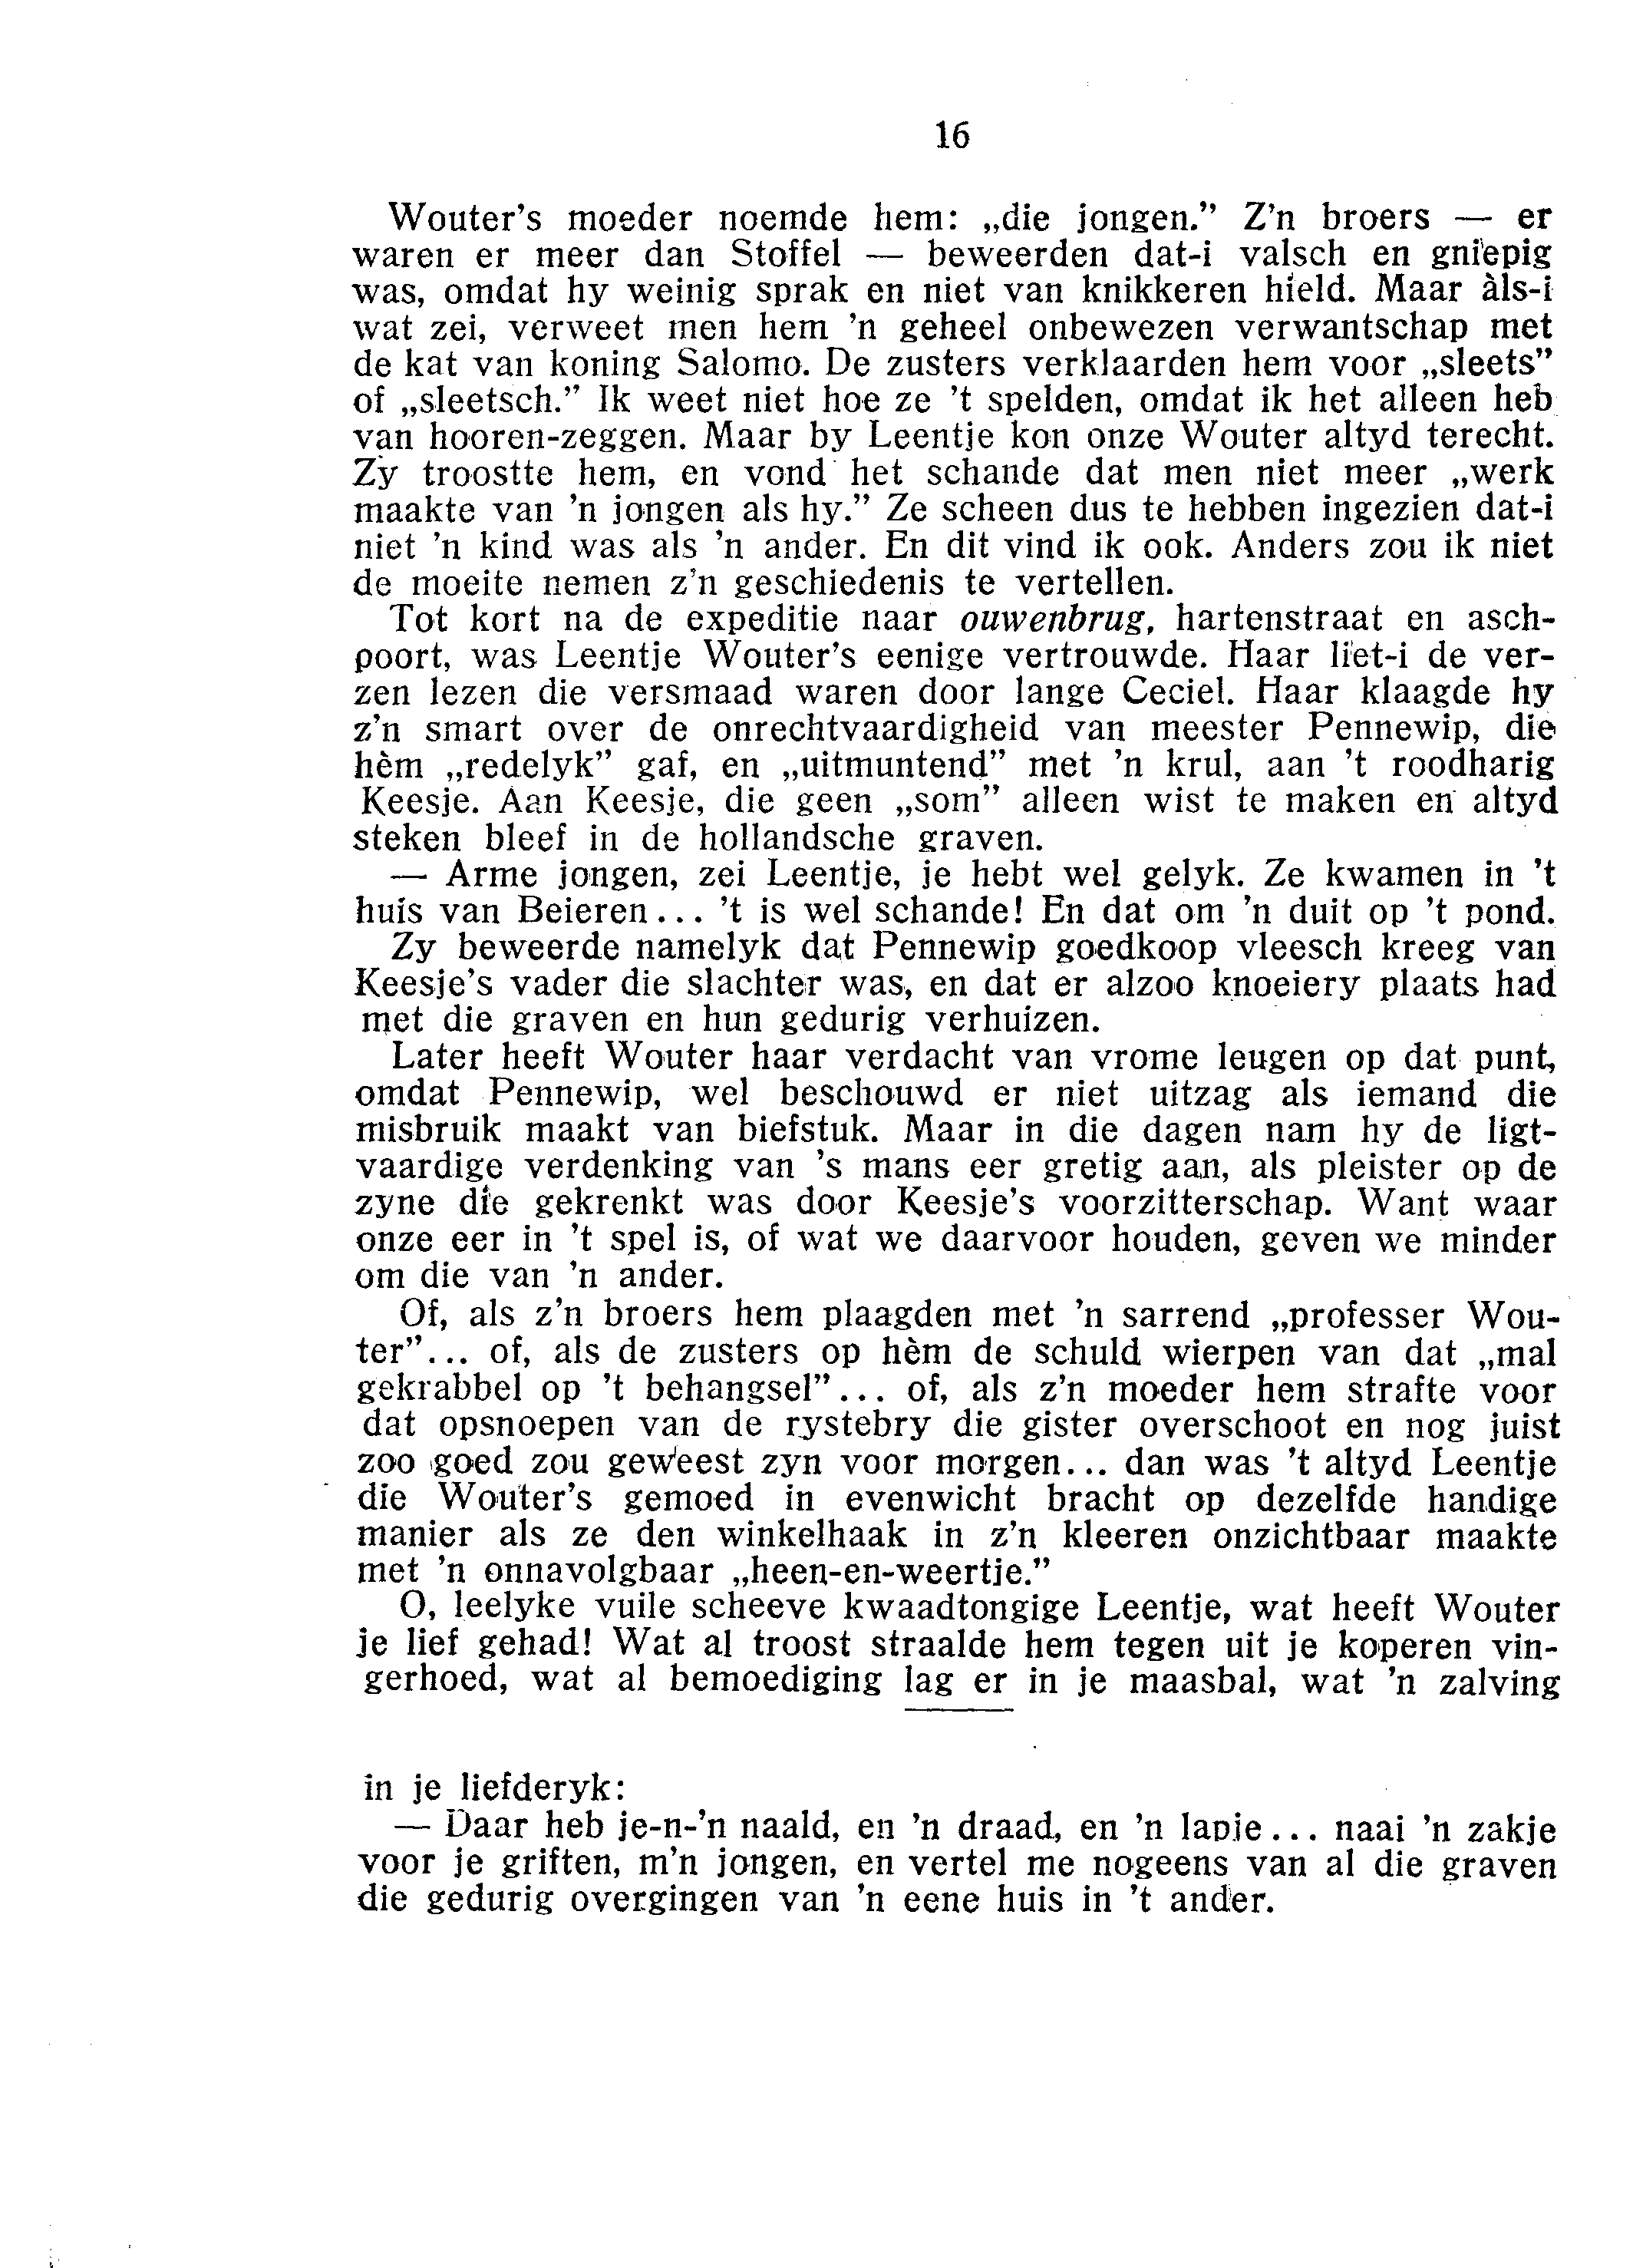 16
Wouter's moeder noemde hem: „die jongen.” Z'n broers — er
waren er meer dan Stoffel — beweerden dat-i valsch en gniepig
was, omdat hy weinig sprak en niet van knikkeren hield. Maar àls-i
wat zei, verweet men hem 'n geheel onbewezen verwantschap met
de kat van koning Salomo. De zusters verklaarden hem voor „sleets”
of „sleetsch.” Ik weet niet hoe ze 't spelden, omdat ik het alleen heb
van hooren-zeggen. Maar by Leentje kon onze Wouter altyd terecht.
Zy troostte hem, en vond het schande dat men niet meer „werk
maakte van 'n jongen als hy.” Ze scheen dus te hebben ingezien dat-i
niet 'n kind was als 'n ander. En dit vind ik ook. Anders zou ik niet
de moeite nemen z'n geschiedenis te vertellen.
Tot kort na de expeditie naar ouwenbrug, hartenstraat en asch-
poort, was Leentje Wouter's eenige vertrouwde. Haar liet-i de ver-
zen lezen die versmaad waren door lange Ceciel. Haar klaagde hy
z'n smart over de onrechtvaardigheid van meester Pennewip, die
hèm „redelyk” gaf, en „uitmuntend” met 'n krul, aan 't roodharig
Keesje. Aan Keesje, die geen „som” alleen wist te maken en altyd
steken bleef in de hollandsche graven.
— Arme jongen, zei Leentje, je hebt wel gelyk. Ze kwamen in 't
huis van Beieren... 't is wel schande! En dat om 'n duit op 't pond.
Zy beweerde namelyk dat Pennewip goedkoop vleesch kreeg van
Keesje's vader die slachter was, en dat er alzoo knoeiery plaats had
met die graven en hun gedurig verhuizen.
Later heeft Wouter haar verdacht van vrome leugen op dat punt,
omdat Pennewip, wel beschouwd er niet uitzag als iemand die
misbruik maakt van biefstuk. Maar in die dagen nam hy de ligt-
vaardige verdenking van 's mans eer gretig aan, als pleister op de
zyne die gekrenkt was door Keesje's voorzitterschap. Want waar
onze eer in 't spel is, of wat we daarvoor houden, geven we minder
om die van 'n ander.
Of, als z'n broers hem plaagden met 'n sarrend „professer Wou-
ter”... of, als de zusters op hèm de schuld wierpen van dat „mal
gekrabbel op 't behangsel”... of, als z'n moeder hem strafte voor
dat opsnoepen van de rystebry die gister overschoot en nog juist
zoo goed zou geweest zyn voor morgen... dan was 't altyd Leentje
die Wouter's gemoed in evenwicht bracht op dezelfde handige
manier als ze den winkelhaak in z'n kleeren onzichtbaar maakte
met 'n onnavolgbaar „heen-en-weertje.”
O, leelyke vuile scheeve kwaadtongige Leentje, wat heeft Wouter
je lief gehad! Wat al troost straalde hem tegen uit je koperen vin-
gerhoed, wat al bemoediging lag er in je maasbal, wat 'n zalving
in je liefderyk:
— Daar heb je-n-'n naald, en 'n draad, en 'n lapje... naai 'n zakje
voor je griften, m'n jongen, en vertel me nogeens van al die graven
die gedurig overgingen van 'n eene huis in 't ander.